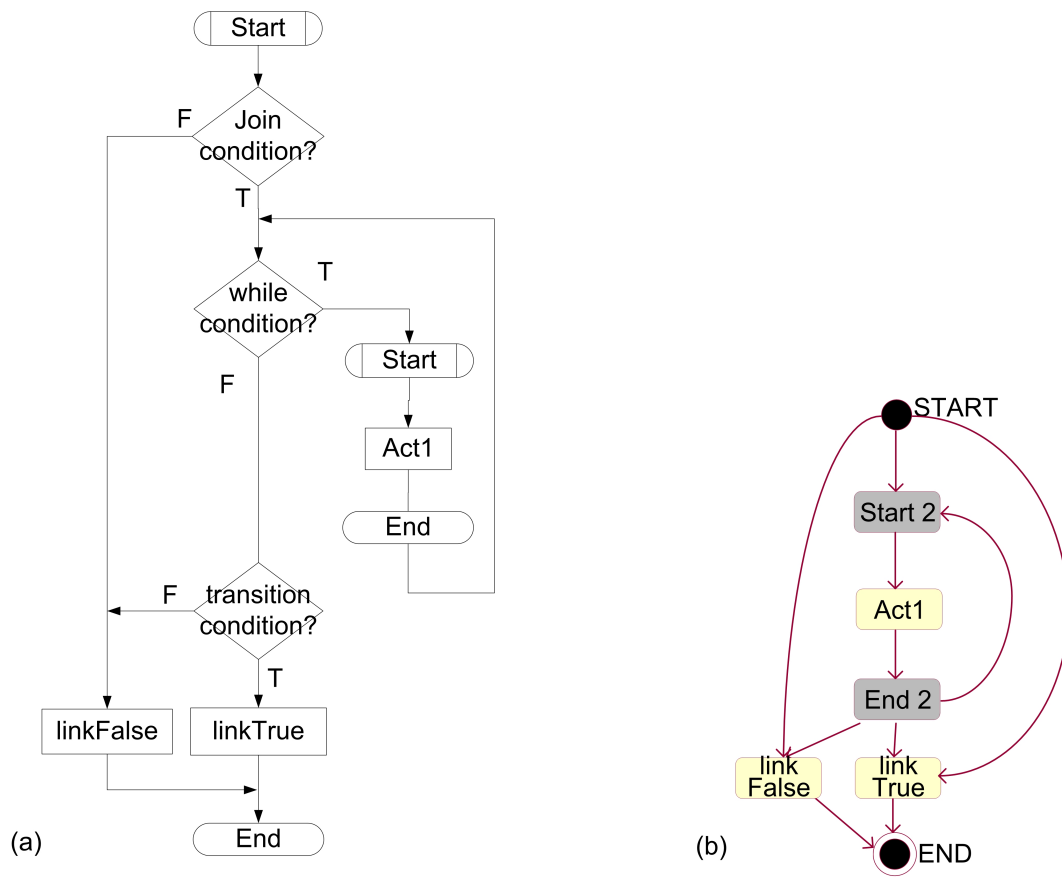 Start
F
Join
condition?
T
T
while
condition?
Start
F
Act1
End
F
transition
condition?
T
linkFalse
linkTrue
End
(a)
START
Start 2
Act1
End 2
link
False
link
True
END
(b)